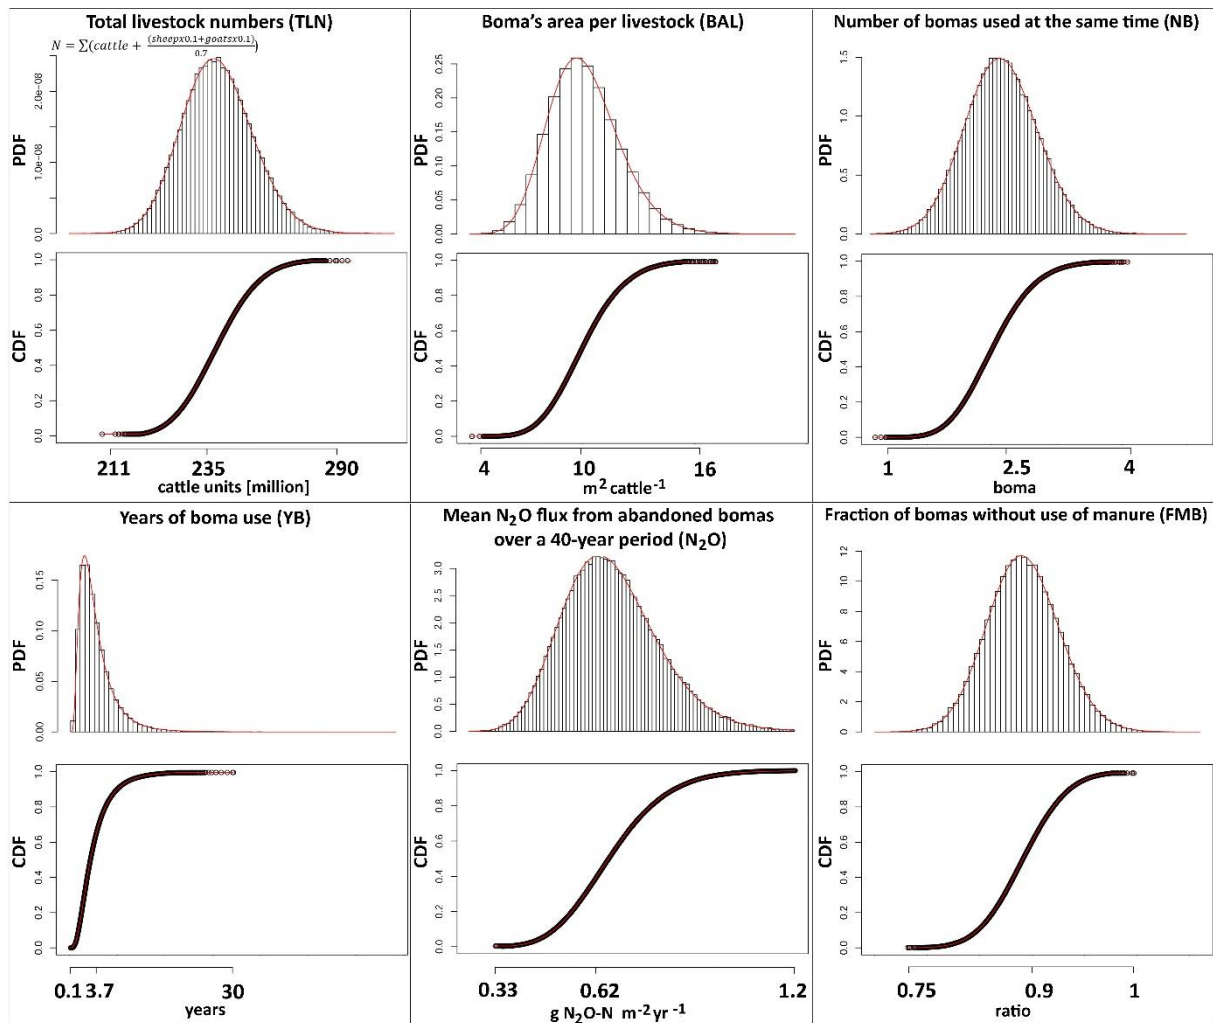 Total livestock numbers (TLN)
N = ∑(cattle + (sheepx0.1+goatsx0.1)/0.7)
PDF
0.0
1.0e-08
2.0e-08
CDF
0.0
0.2
0.4
0.6
0.8
1.0
211
235
290
cattle units [million]
Boma's area per livestock (BAL)
PDF
0.00
0.05
0.10
0.15
0.20
0.25
CDF
0.0
0.2
0.4
0.6
0.8
1.0
4
10
16
m² cattle⁻¹
Number of bomas used at the same time (NB)
PDF
0.0
0.5
1.0
1.5
CDF
0.0
0.2
0.4
0.6
0.8
1.0
1
2.5
4
boma
Years of boma use (YB)
PDF
0.00
0.05
0.10
0.15
CDF
0.0
0.2
0.4
0.6
0.8
1.0
0.1
3.7
30
years
Mean N₂O flux from abandoned bomas
over a 40-year period (N₂O)
PDF
0.0
0.5
1.0
1.5
2.0
2.5
3.0
CDF
0.0
0.2
0.4
0.6
0.8
1.0
0.33
0.62
1.2
g N₂O-N m⁻² yr⁻¹
Fraction of bomas without use of manure (FMB)
PDF
0
2
4
6
8
10
12
CDF
0.0
0.2
0.4
0.6
0.8
1.0
0.75
0.9
1
ratio